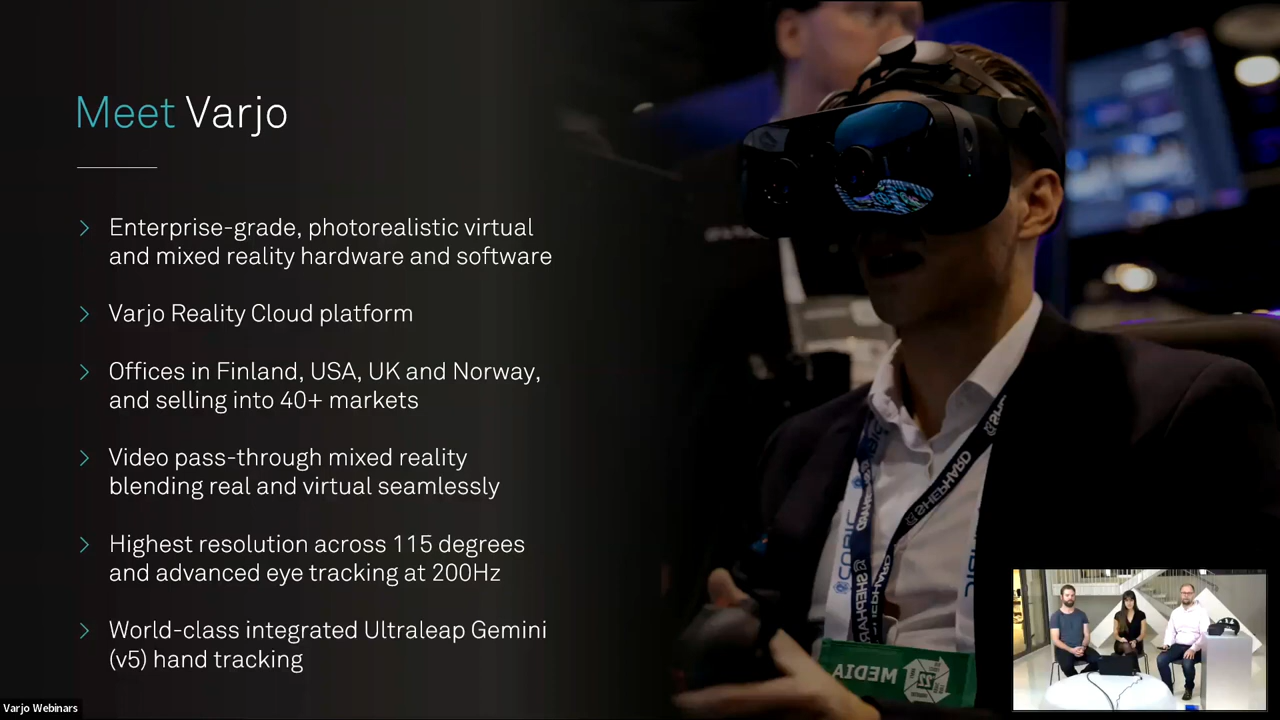 Meet Varjo
Enterprise-grade, photorealistic virtual
and mixed reality hardware and software
Varjo Reality Cloud platform
Offices in Finland, USA, UK and Norway,
and selling into 40+ markets
Video pass-through mixed reality
blending real and virtual seamlessly
Highest resolution across 115 degrees
and advanced eye tracking at 200Hz
World-class integrated Ultraleap Gemini
(v5) hand tracking
SHEPHARD
SHEPHARD
MEDIA
22
Varjo Webinars